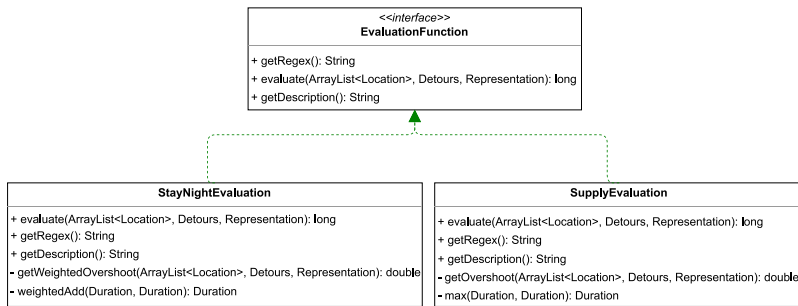 <<interface>>
EvaluationFunction
+ getRegex(): String
+ evaluate(ArrayList<Location>, Detours, Representation): long
+ getDescription(): String
StayNightEvaluation
+ evaluate(ArrayList<Location>, Detours, Representation): long
+ getRegex(): String
+ getDescription(): String
- getWeightedOvershoot(ArrayList<Location>, Detours, Representation): double
- weightedAdd(Duration, Duration): Duration
SupplyEvaluation
+ evaluate(ArrayList<Location>, Detours, Representation): long
+ getRegex(): String
+ getDescription(): String
- getOvershoot(ArrayList<Location>, Detours, Representation): double
- max(Duration, Duration): Duration